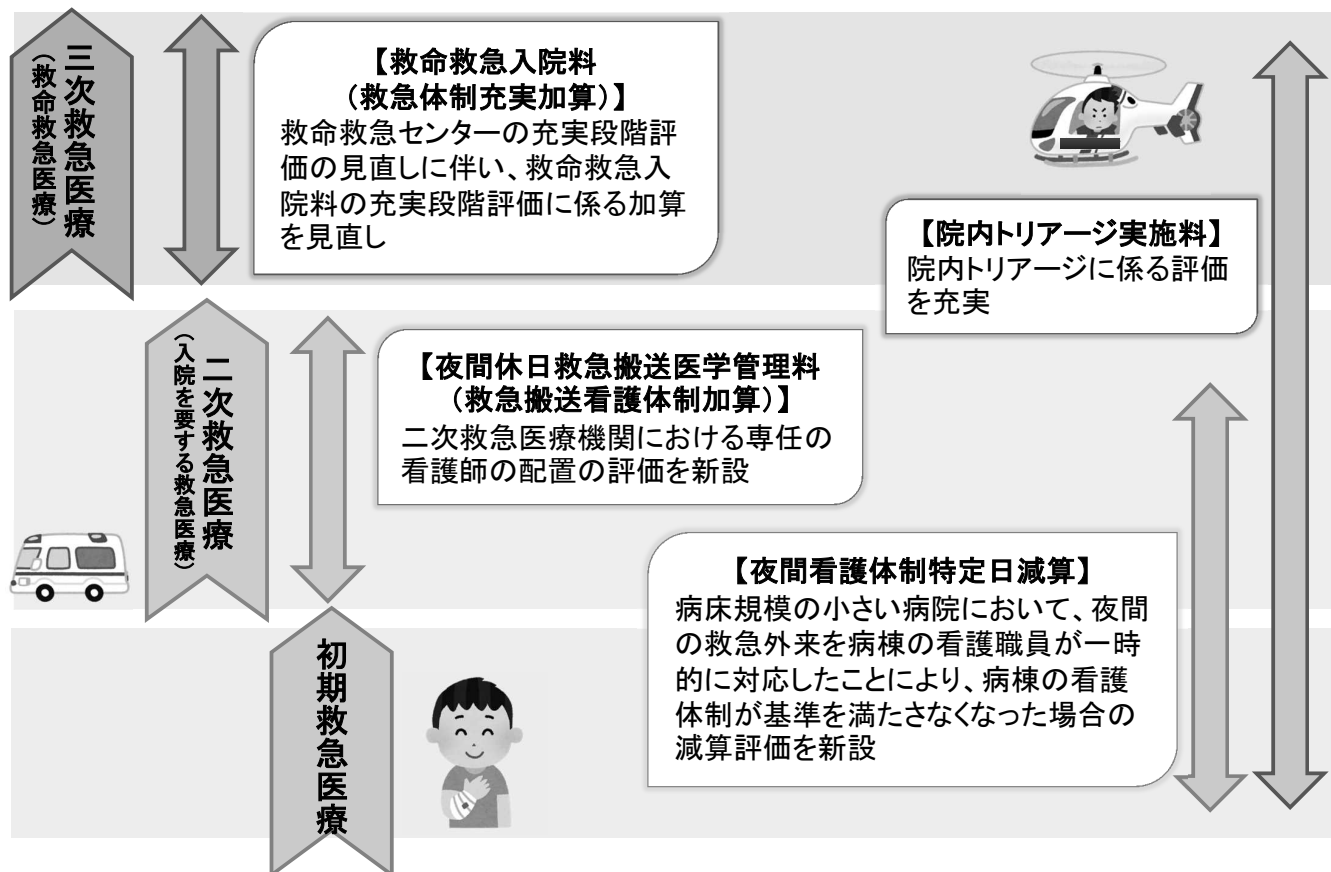 三次救急医療
（救命救急医療）
【救命救急入院料
（救急体制充実加算）】
救命救急センターの充実段階評
価の見直しに伴い、救命救急入
院料の充実段階評価に係る加算
を見直し
【院内トリアージ実施料】
院内トリアージに係る評価
を充実
二次救急医療
（入院を要する救急医療）
【夜間休日救急搬送医学管理料
（救急搬送看護体制加算）】
二次救急医療機関における専任の
看護師の配置の評価を新設
【夜間看護体制特定日減算】
病床規模の小さい病院において、夜間
の救急外来を病棟の看護職員が一時
的に対応したことにより、病棟の看護
体制が基準を満たさなくなった場合の
減算評価を新設
初期救急医療